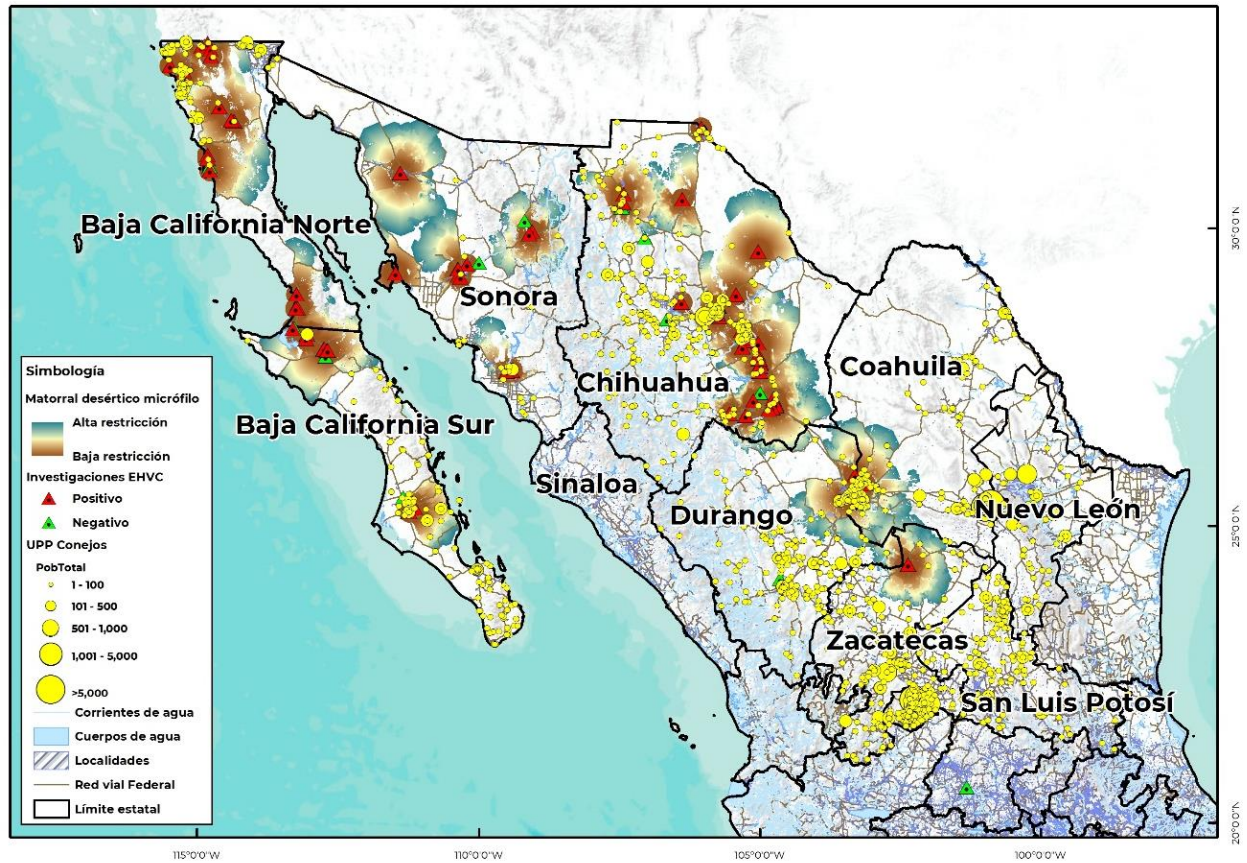 Baja California Norte
Sonora
Chihuahua
Coahuila
Baja California Sur
Sinaloa
Durango
Nuevo León
Zacatecas
San Luis Potosí
Simbología
Matorral desértico micrófilo
Alta restricción
Baja restricción
Investigaciones EHVC
Positivo
Negativo
UPP Conejos
PobTotal
1 - 100
101 - 500
501 - 1,000
1,001 - 5,000
>5,000
Corrientes de agua
Cuerpos de agua
Localidades
Red vial Federal
Límite estatal
30°0'0"N
25°0'0"N
20°0'0"N
115°0'0"W
110°0'0"W
105°0'0"W
100°0'0"W